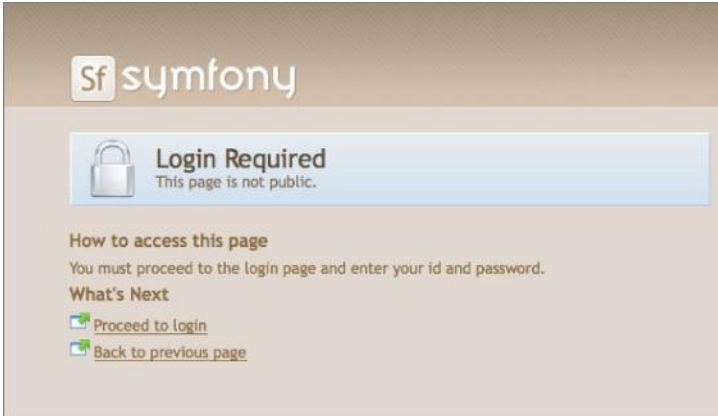 Sf symfony
Login Required
This page is not public.
How to access this page
You must proceed to the login page and enter your id and password.
What's Next
Proceed to login
Back to previous page